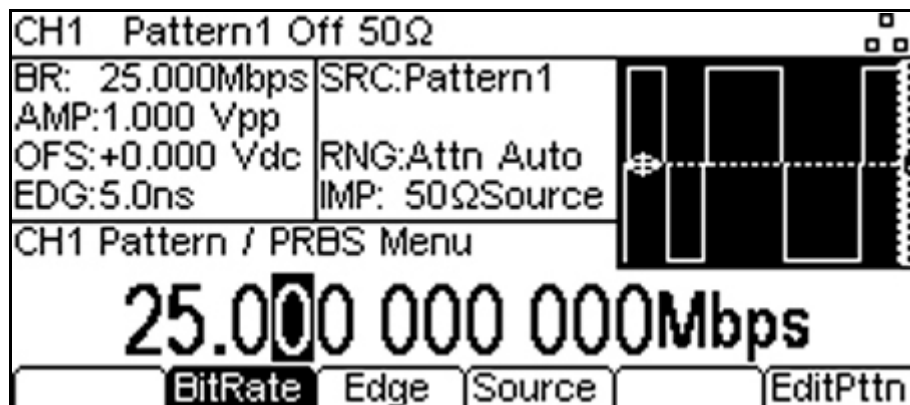 CH1 Pattern1 Off 50Ω
BR: 25.000Mbps
AMP:1.000 Vpp
OFS:+0.000 Vdc
EDG:5.0ns
SRC:Pattern1
RNG:Attn Auto
IMP: 50ΩSource
CH1 Pattern / PRBS Menu
25.000 000 000Mbps
BitRate Edge Source EditPttn